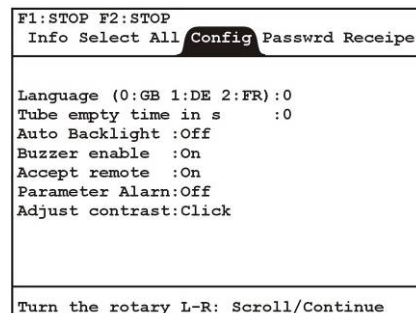 F1:STOP F2:STOP
Info Select All Config Passwrd Receipe
Language (0:GB 1:DE 2:FR):0
Tube empty time in s :0
Auto Backlight :Off
Buzzer enable :On
Accept remote :On
Parameter Alarn:Off
Adjust contrast:Click
Turn the rotary L-R: Scroll/Continue